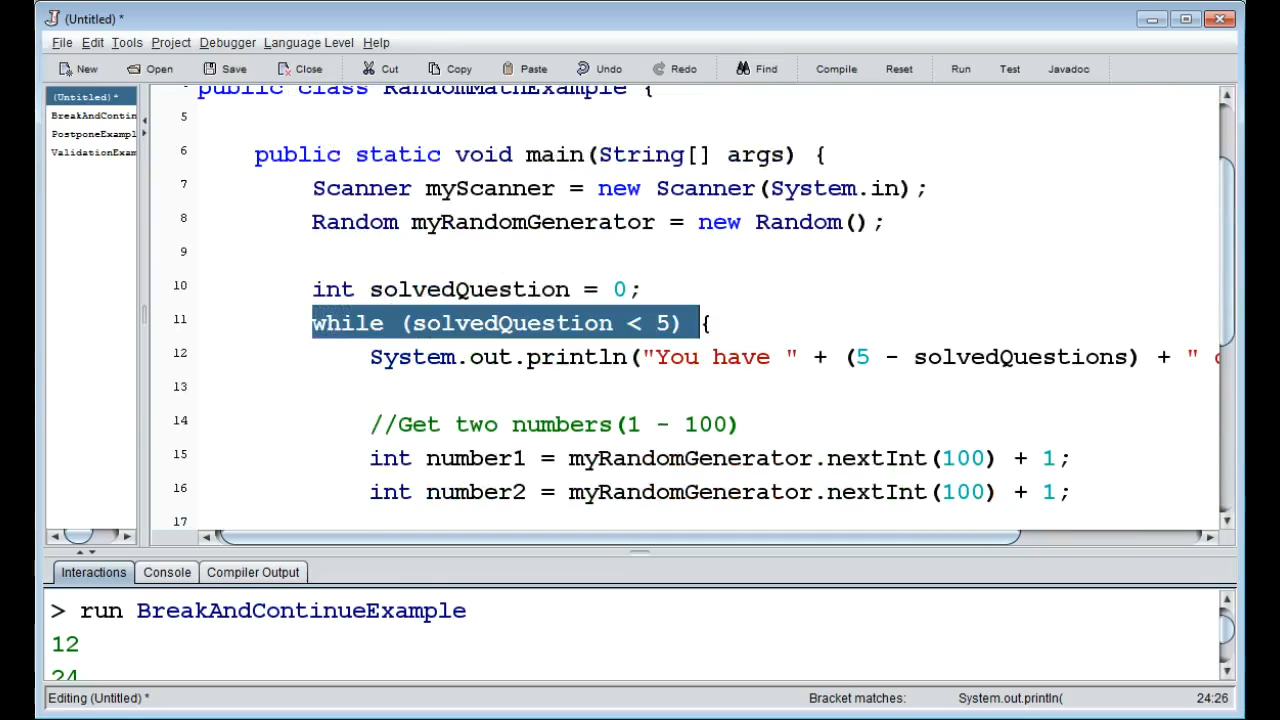 (Untitled) *
File Edit Tools Project Debugger Language Level Help
New Open Save Close Cut Copy Paste Undo Redo Find Compile Reset Run Test Javadoc
(Untitled) *
BreakAndContin
PostponeExampl
ValidationExam
public class RandomMathExample {
5
6 public static void main(String[] args) {
7 Scanner myScanner = new Scanner(System.in);
8 Random myRandomGenerator = new Random();
9
10 int solvedQuestion = 0;
11 while (solvedQuestion < 5) {
12 System.out.println("You have " + (5 - solvedQuestions) + "
13
14 //Get two numbers(1 - 100)
15 int number1 = myRandomGenerator.nextInt(100) + 1;
16 int number2 = myRandomGenerator.nextInt(100) + 1;
17
Interactions Console Compiler Output
> run BreakAndContinueExample
12
24
Editing (Untitled) * Bracket matches: System.out.println( 24:26